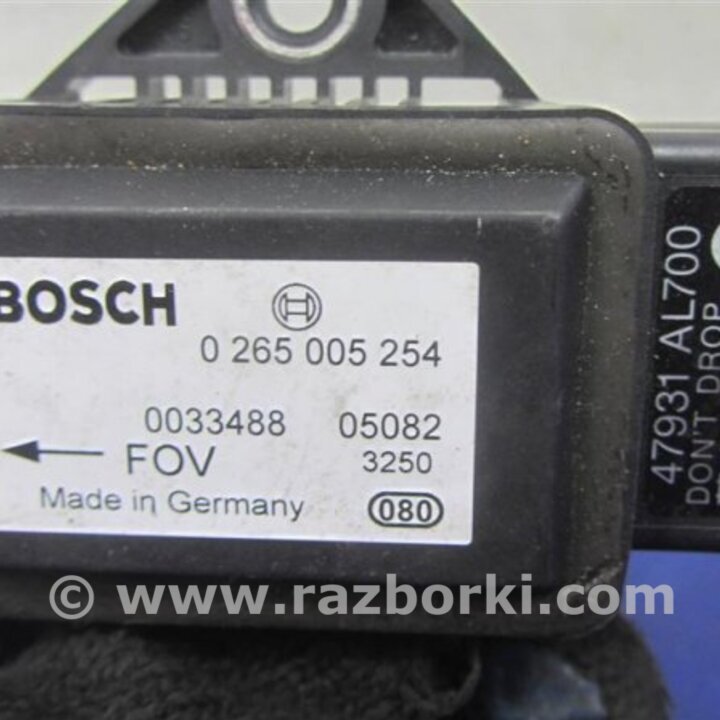 BOSCH
0 265 005 254
0033488 05082
FOV 3250
Made in Germany 080
47931 AL700
DON'T DROP
© www.razborki.com